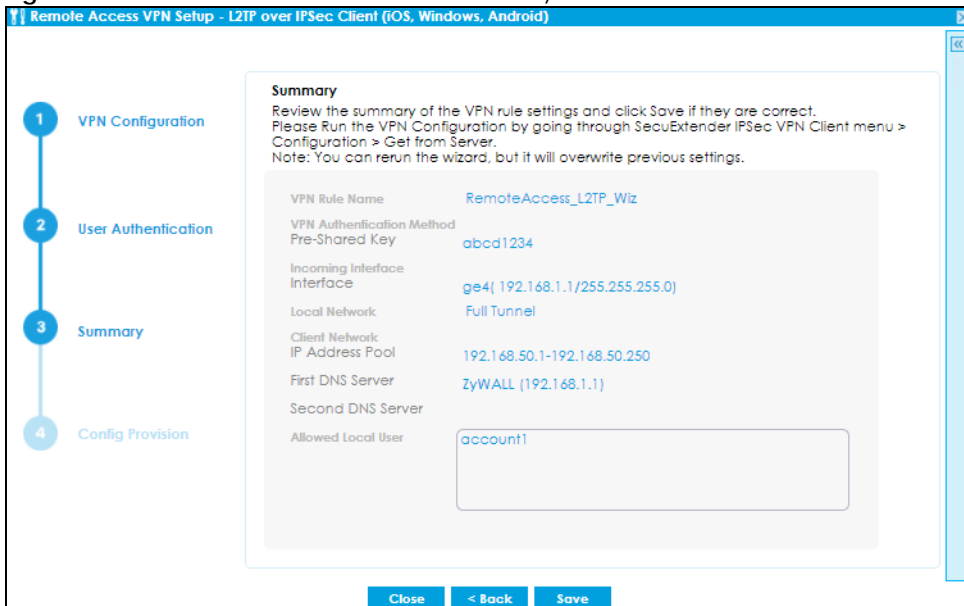 Remote Access VPN Setup - L2TP over IPSec Client (iOS, Windows, Android)
Summary
Review the summary of the VPN rule settings and click Save if they are correct.
Please Run the VPN Configuration by going through SecuExtender IPSec VPN Client menu >
Configuration > Get from Server.
Note: You can rerun the wizard, but it will overwrite previous settings.
1 VPN Configuration
2 User Authentication
3 Summary
4 Config Provision
VPN Rule Name RemoteAccess_L2TP_Wiz
VPN Authentication Method
Pre-Shared Key abcd1234
Incoming Interface
Interface ge4( 192.168.1.1/255.255.255.0)
Local Network Full Tunnel
Client Network
IP Address Pool 192.168.50.1-192.168.50.250
First DNS Server ZyWALL (192.168.1.1)
Second DNS Server
Allowed Local User account1
Close < Back Save